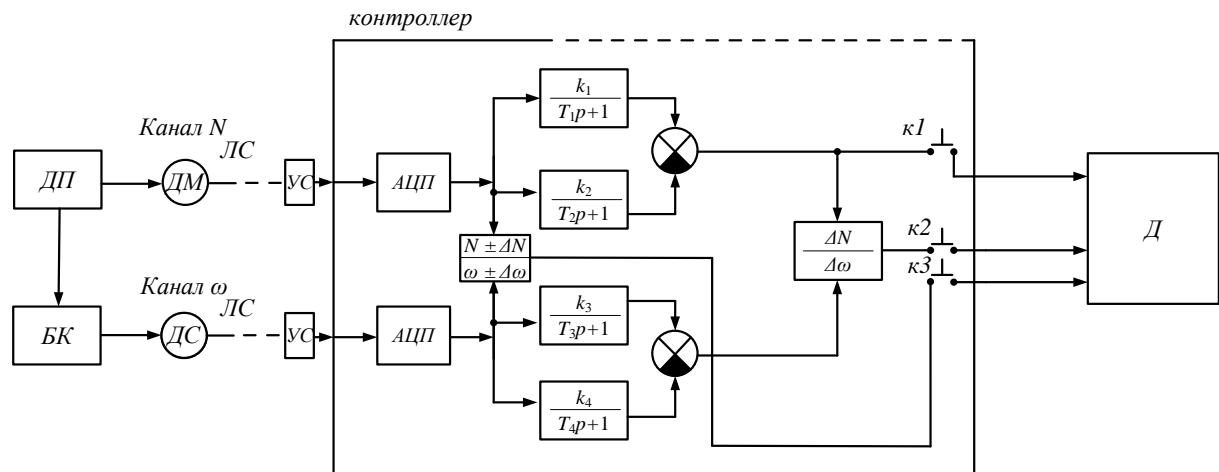 контроллер
Канал N
ЛС
ДП
ДМ
УС
АЦП
k₁
T₁p+1
k₂
T₂p+1
к1
N ± ΔN
ω ± Δω
ΔN
Δω
к2
к3
Д
Канал ω
ЛС
БК
ДС
УС
АЦП
k₃
T₃p+1
k₄
T₄p+1